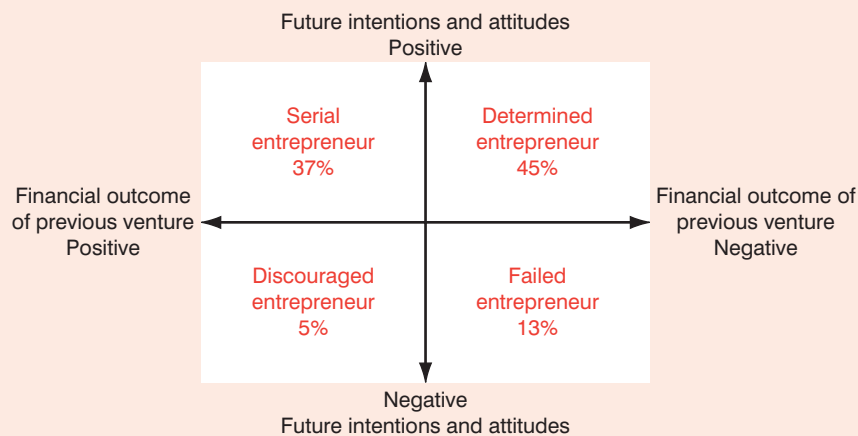 Future intentions and attitudes
Positive
Serial
entrepreneur
37%
Determined
entrepreneur
45%
Financial outcome
of previous venture
Positive
Financial outcome of
previous venture
Negative
Discouraged
entrepreneur
5%
Failed
entrepreneur
13%
Negative
Future intentions and attitudes